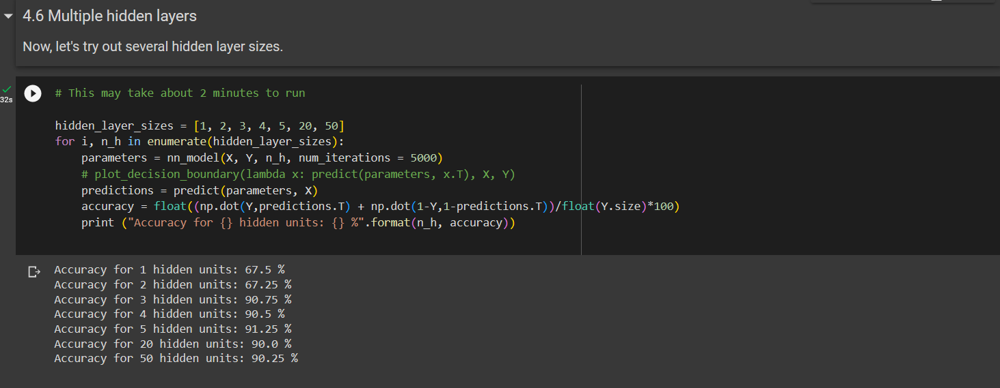 4.6 Multiple hidden layers
Now, let's try out several hidden layer sizes.
32s
# This may take about 2 minutes to run
hidden_layer_sizes = [1, 2, 3, 4, 5, 20, 50]
for i, n_h in enumerate(hidden_layer_sizes):
    parameters = nn_model(X, Y, n_h, num_iterations = 5000)
    # plot_decision_boundary(lambda x: predict(parameters, x.T), X, Y)
    predictions = predict(parameters, X)
    accuracy = float((np.dot(Y,predictions.T) + np.dot(1-Y,1-predictions.T))/float(Y.size)*100)
    print ("Accuracy for {} hidden units: {} %".format(n_h, accuracy))
Accuracy for 1 hidden units: 67.5 %
Accuracy for 2 hidden units: 67.25 %
Accuracy for 3 hidden units: 90.75 %
Accuracy for 4 hidden units: 90.5 %
Accuracy for 5 hidden units: 91.25 %
Accuracy for 20 hidden units: 90.0 %
Accuracy for 50 hidden units: 90.25 %